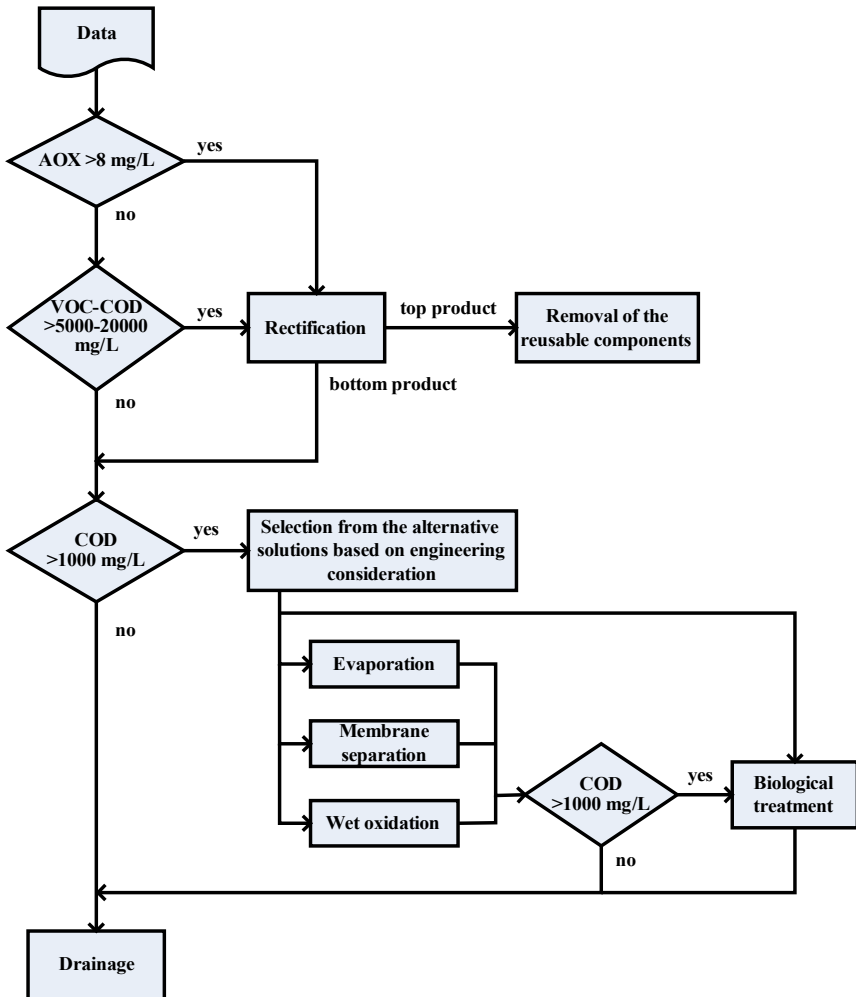 Data
AOX >8 mg/L
yes
no
VOC-COD
>5000-20000
mg/L
yes
Rectification
top product
Removal of the
reusable components
no
bottom product
COD
>1000 mg/L
yes
Selection from the alternative
solutions based on engineering
consideration
no
Evaporation
Membrane
separation
Wet oxidation
COD
>1000 mg/L
yes
Biological
treatment
no
Drainage